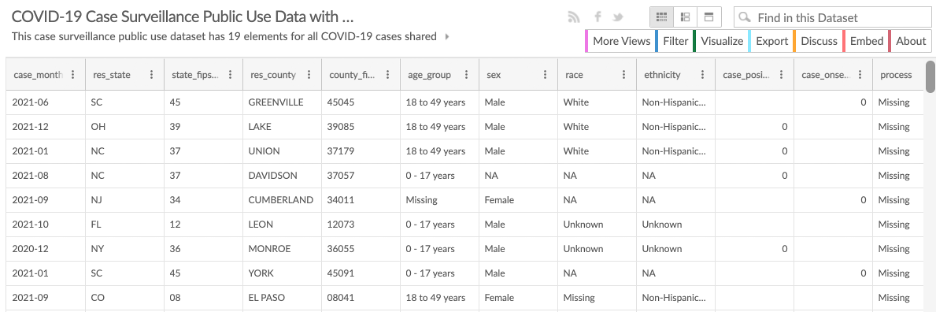 COVID-19 Case Surveillance Public Use Data with ...
Find in this Dataset
This case surveillance public use dataset has 19 elements for all COVID-19 cases shared
More Views Filter Visualize Export Discuss Embed About
case_month res_state state_fips... res_county county_fi... age_group sex race ethnicity case_posi... case_onse... process
2021-06 SC 45 GREENVILLE 45045 18 to 49 years Male White Non-Hispanic... 0 Missing
2021-12 OH 39 LAKE 39085 18 to 49 years Male White Non-Hispanic... 0 Missing
2021-01 NC 37 UNION 37179 18 to 49 years Male White Non-Hispanic... 0 Missing
2021-08 NC 37 DAVIDSON 37057 0 - 17 years NA NA NA 0 Missing
2021-09 NJ 34 CUMBERLAND 34011 Missing Female NA NA 0 Missing
2021-10 FL 12 LEON 12073 0 - 17 years Male Unknown Unknown Missing
2020-12 NY 36 MONROE 36055 0 - 17 years Male Unknown Unknown 0 Missing
2021-01 SC 45 YORK 45091 0 - 17 years Male NA NA 0 Missing
2021-09 CO 08 EL PASO 08041 18 to 49 years Female Missing Non-Hispanic... Missing